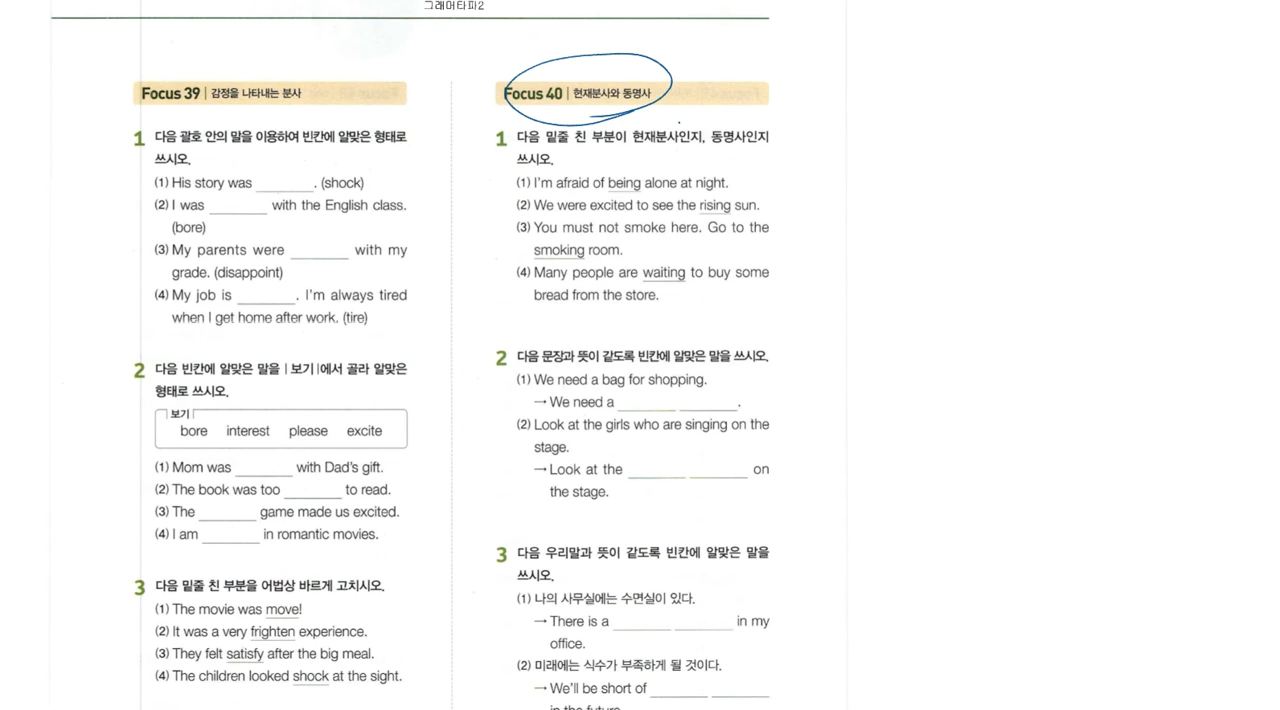 그래머타파2
Focus 39 | 감정을 나타내는 분사
1 다음 괄호 안의 말을 이용하여 빈칸에 알맞은 형태로
쓰시오.
(1) His story was ________. (shock)
(2) I was ________ with the English class.
(bore)
(3) My parents were ________ with my
grade. (disappoint)
(4) My job is ________. I'm always tired
when I get home after work. (tire)
2 다음 빈칸에 알맞은 말을 |보기|에서 골라 알맞은
형태로 쓰시오.
보기
bore interest please excite
(1) Mom was ________ with Dad's gift.
(2) The book was too ________ to read.
(3) The ________ game made us excited.
(4) I am ________ in romantic movies.
3 다음 밑줄 친 부분을 어법상 바르게 고치시오.
(1) The movie was move!
(2) It was a very frighten experience.
(3) They felt satisfy after the big meal.
(4) The children looked shock at the sight.
Focus 40 | 현재분사와 동명사
1 다음 밑줄 친 부분이 현재분사인지, 동명사인지
쓰시오.
(1) I'm afraid of being alone at night.
(2) We were excited to see the rising sun.
(3) You must not smoke here. Go to the
smoking room.
(4) Many people are waiting to buy some
bread from the store.
2 다음 문장과 뜻이 같도록 빈칸에 알맞은 말을 쓰시오.
(1) We need a bag for shopping.
→ We need a ________ ________.
(2) Look at the girls who are singing on the
stage.
→ Look at the ________ ________ on
the stage.
3 다음 우리말과 뜻이 같도록 빈칸에 알맞은 말을
쓰시오.
(1) 나의 사무실에는 수면실이 있다.
→ There is a ________ ________ in my
office.
(2) 미래에는 식수가 부족하게 될 것이다.
→ We'll be short of ________ ________
in the future.